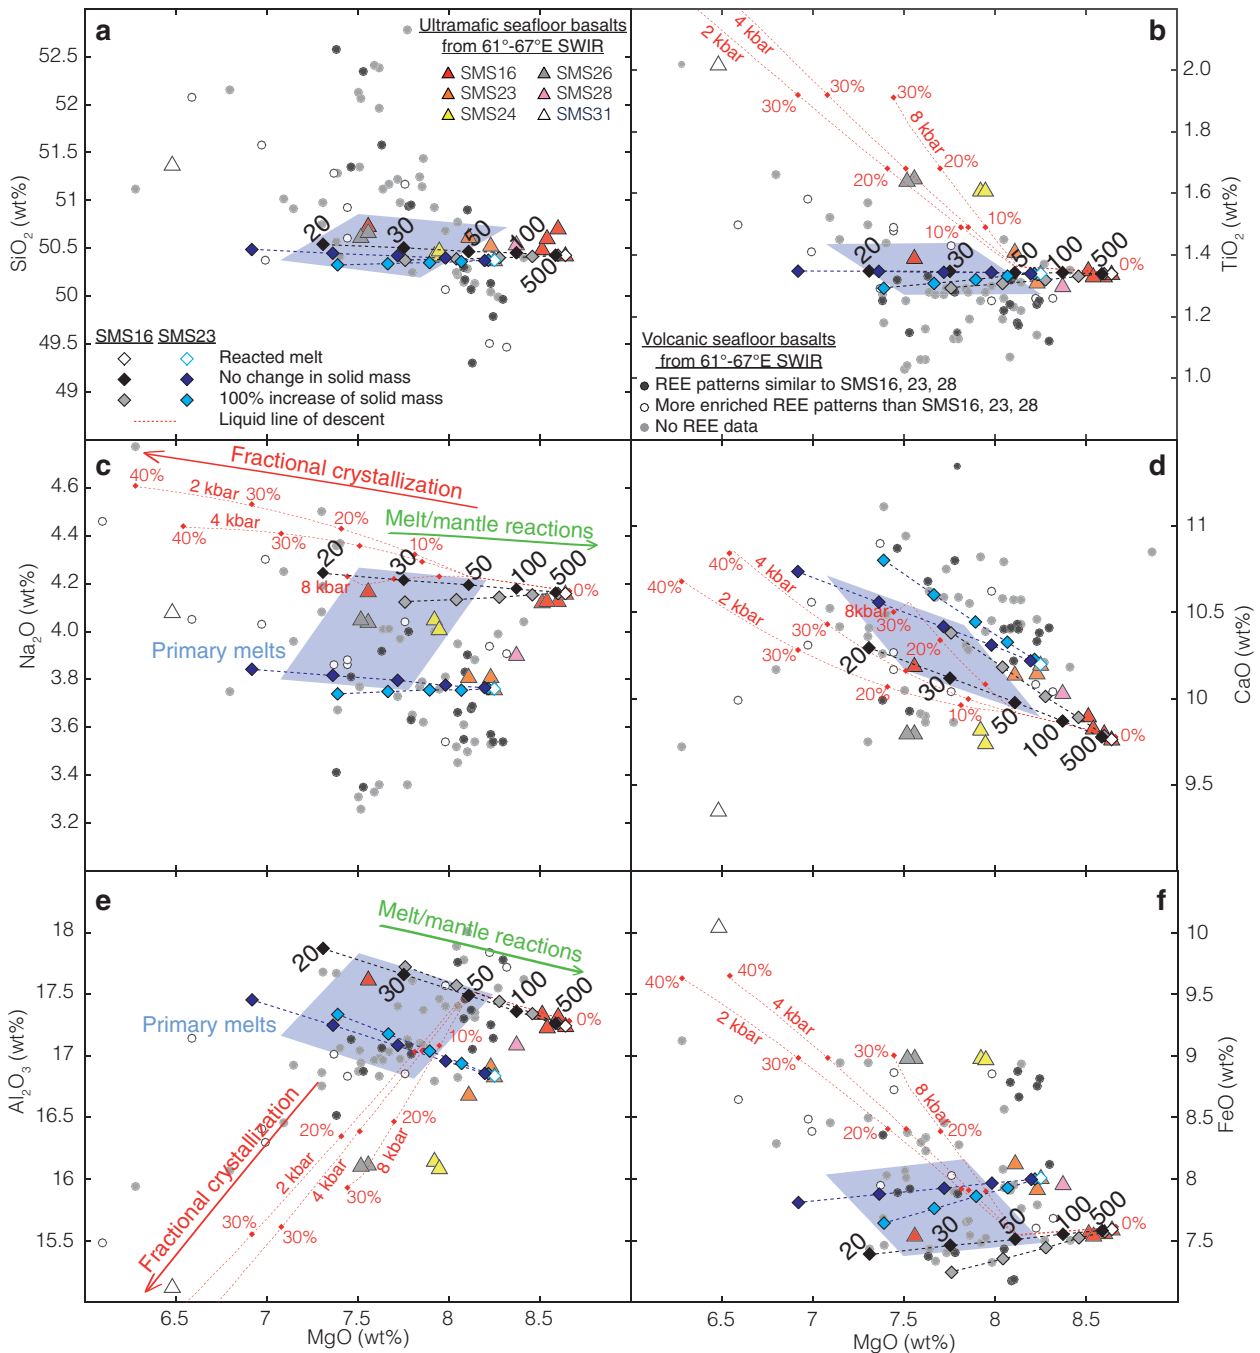 a
Ultramafic seafloor basalts
from 61°-67°E SWIR
SMS16
SMS26
SMS23
SMS28
SMS24
SMS31
52.5
52
51.5
51
50.5
50
49.5
49
SiO2 (wt%)
20
30
50
100
500
SMS16 SMS23
Reacted melt
No change in solid mass
100% increase of solid mass
Liquid line of descent
b
2 kbar
4 kbar
8 kbar
30%
30%
30%
20%
20%
10%
10%
0%
20
30
50
100
500
2.0
1.8
1.6
1.4
1.2
1.0
TiO2 (wt%)
Volcanic seafloor basalts
from 61°-67°E SWIR
REE patterns similar to SMS16, 23, 28
More enriched REE patterns than SMS16, 23, 28
No REE data
c
Fractional crystallization
Melt/mantle reactions
40%
2 kbar
30%
20%
10%
40%
4 kbar
30%
8 kbar
0%
20
30
50
100
500
Primary melts
4.6
4.4
4.2
4.0
3.8
3.6
3.4
3.2
Na2O (wt%)
d
40%
40%
4 kbar
2 kbar
8kbar
30%
30%
30%
20%
20%
10%
0%
20
30
50
100
500
11
10.5
10
9.5
CaO (wt%)
e
Melt/mantle reactions
20
30
50
100
500
0%
Primary melts
10%
20%
20%
2 kbar
4 kbar
8 kbar
30%
30%
30%
Fractional crystallization
18
17.5
17
16.5
16
15.5
Al2O3 (wt%)
6.5
7
7.5
8
8.5
MgO (wt%)
f
40%
40%
4 kbar
2 kbar
30%
30%
8 kbar
20%
20%
0%
20
30
50
100
500
10
9.5
9
8.5
8
7.5
FeO (wt%)
6.5
7
7.5
8
8.5
MgO (wt%)